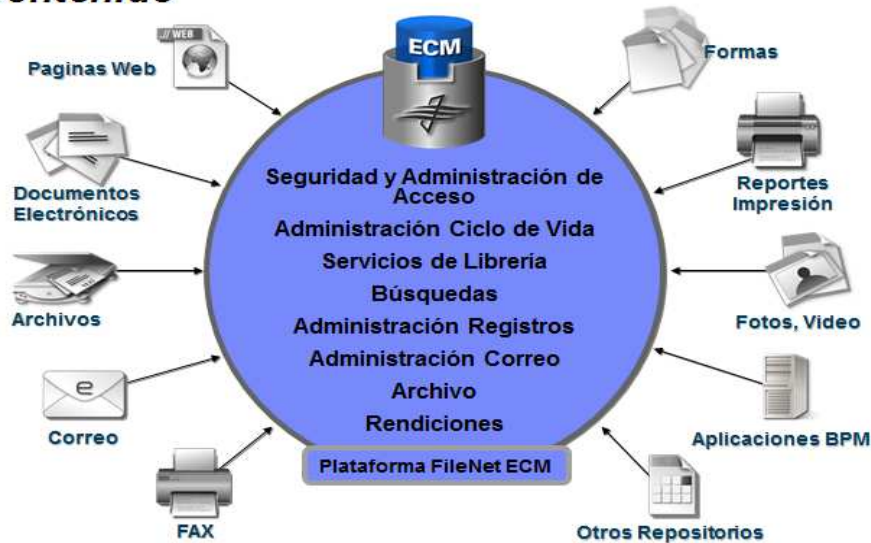 // WEB
Paginas Web
ECM
Formas
Documentos
Electrónicos
Reportes
Impresión
Seguridad y Administración de
Acceso
Administración Ciclo de Vida
Servicios de Librería
Búsquedas
Administración Registros
Administración Correo
Archivo
Rendiciones
Archivos
Fotos, Video
e
Correo
Aplicaciones BPM
Plataforma FileNet ECM
FAX
Otros Repositorios